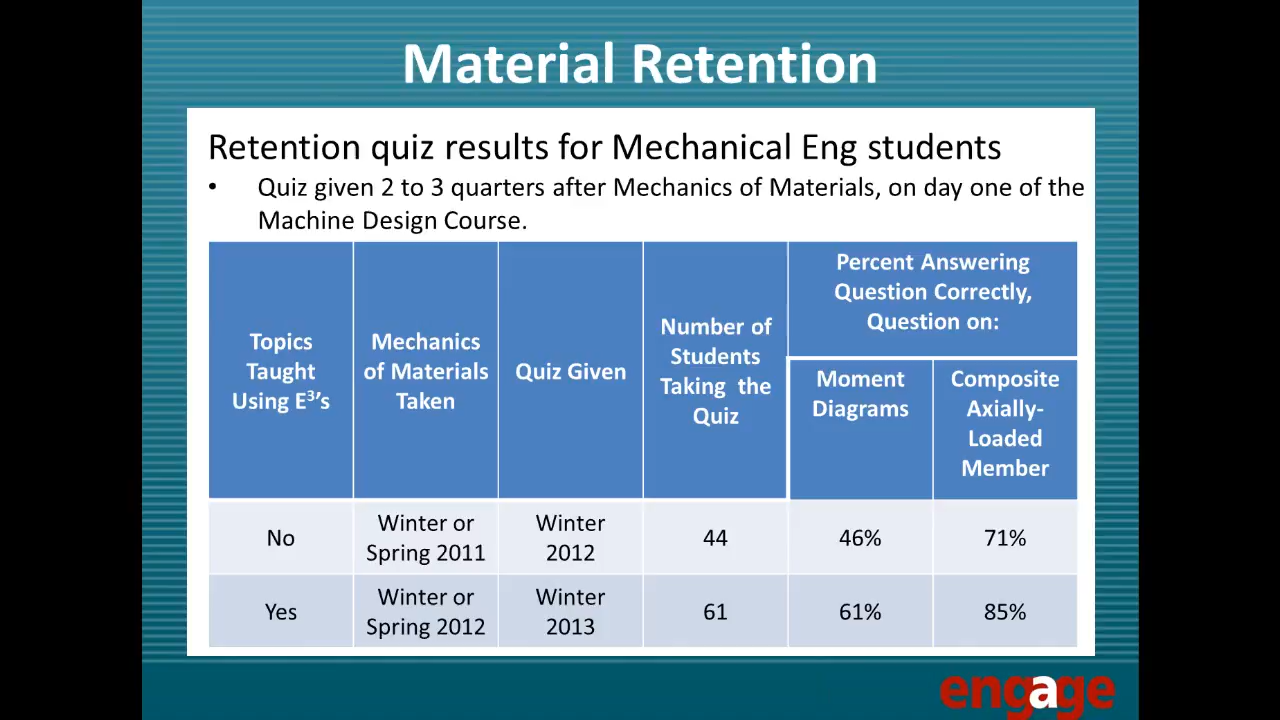 Material Retention
Retention quiz results for Mechanical Eng students
• Quiz given 2 to 3 quarters after Mechanics of Materials, on day one of the
Machine Design Course.
Topics
Taught
Using E³’s
Mechanics
of Materials
Taken
Quiz Given
Number of
Students
Taking the
Quiz
Percent Answering
Question Correctly,
Question on:
Moment
Diagrams
Composite
Axially-
Loaded
Member
No
Winter or
Spring 2011
Winter
2012
44
46%
71%
Yes
Winter or
Spring 2012
Winter
2013
61
61%
85%
engage